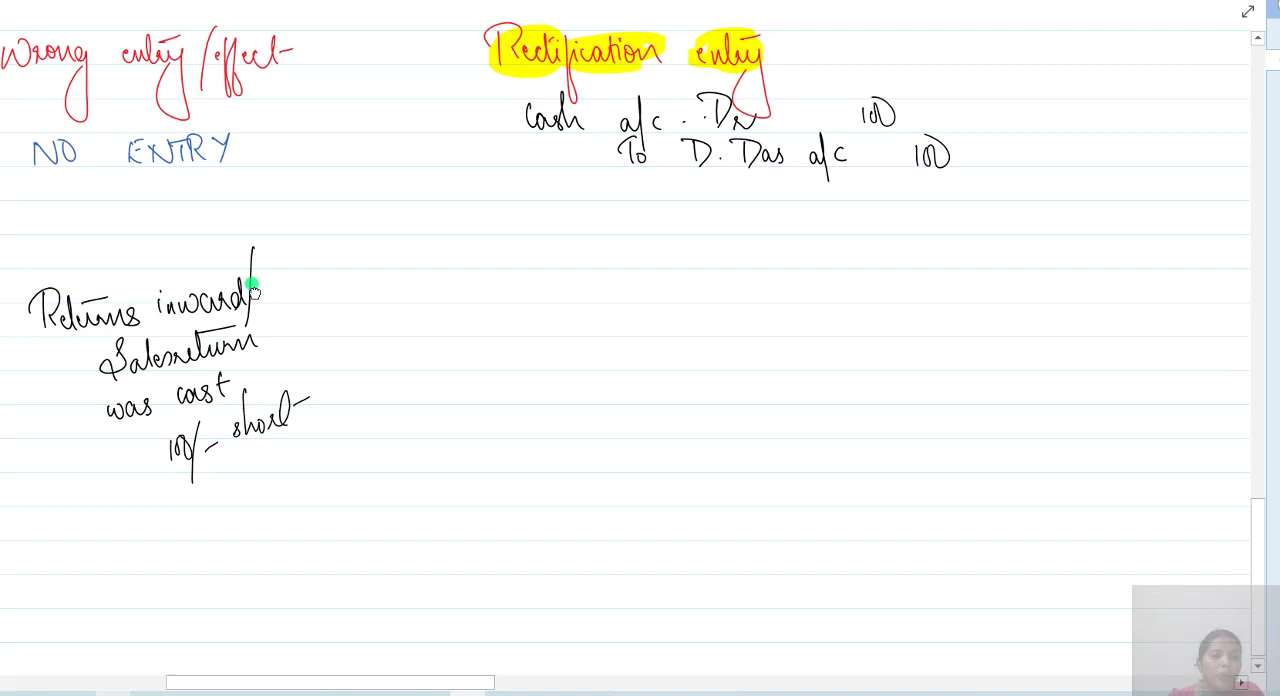 Wrong entry/effect
Rectification entry
Cash a/c .. Dr 100
To D. Das a/c 100
NO ENTRY
Returns inward/
Salesreturn
was cast
100/- short